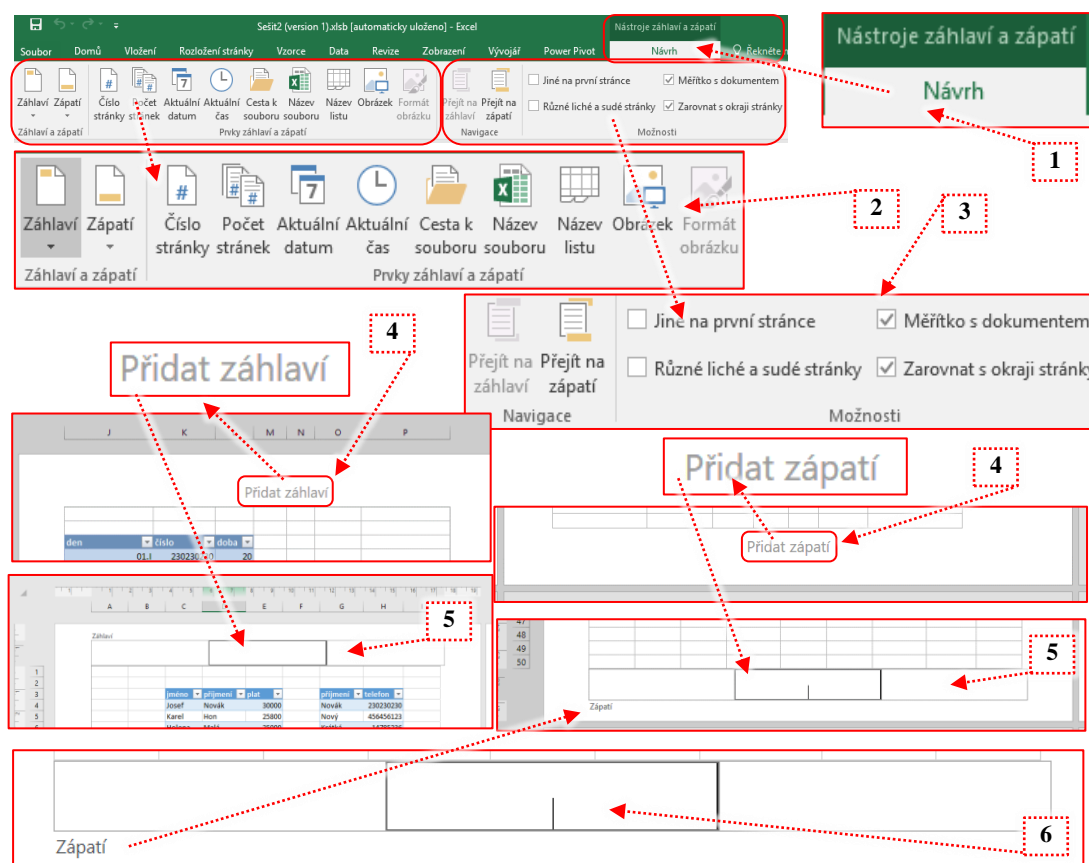 Sešit2 (version 1).xlsb [automaticky uloženo] - Excel
Nástroje záhlaví a zápatí
Soubor Domů Vložení Rozložení stránky Vzorce Data Revize Zobrazení Vývojář Power Pivot Návrh Řekněte
Záhlaví Zápatí Číslo stránky Počet stránek Aktuální datum Aktuální čas Cesta k souboru Název souboru Název listu Obrázek Formát obrázku Přejít na záhlaví Přejít na zápatí
Jiné na první stránce
Měřítko s dokumentem
Různé liché a sudé stránky
Zarovnat s okraji stránky
Záhlaví a zápatí Prvky záhlaví a zápatí Navigace Možnosti
Nástroje záhlaví a zápatí
Návrh
1
Záhlaví Zápatí Číslo Počet Aktuální Aktuální Cesta k Název Název Obrázek Formát
stránky stránek datum čas souboru souboru listu obrázku
Záhlaví a zápatí Prvky záhlaví a zápatí
2
3
Přejít na Přejít na
záhlaví zápatí
Navigace
Jiné na první stránce
Měřítko s dokumentem
Různé liché a sudé stránky
Zarovnat s okraji stránky
Možnosti
4
Přidat záhlaví
J K M N O P
Přidat záhlaví
den číslo doba
20
Přidat zápatí
4
Přidat zápatí
A B C E F G H
Záhlaví
5
1
2
3
4
5
jméno příjmení plat příjmení telefon
Josef Novák 30000 Novák 230230230
Karel Hon 25800 Nový 456456123
47
48
49
50
5
Zápatí
6
Zápatí